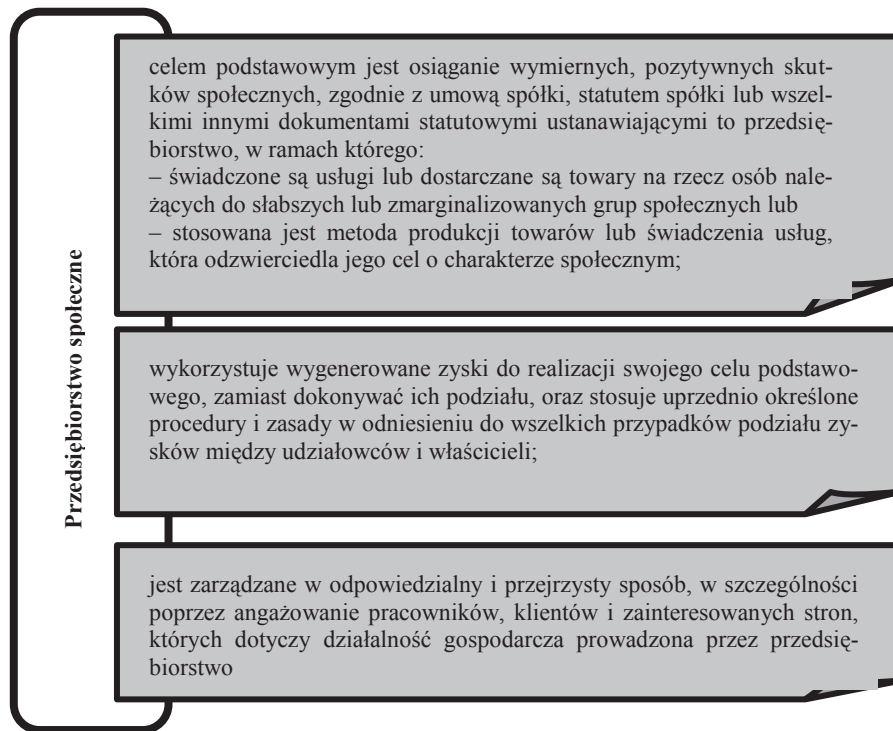 Przedsiębiorstwo społeczne
celem podstawowym jest osiąganie wymiernych, pozytywnych skut-
ków społecznych, zgodnie z umową spółki, statutem spółki lub wszel-
kimi innymi dokumentami statutowymi ustanawiającymi to przedsię-
biorstwo, w ramach którego:
– świadczone są usługi lub dostarczane są towary na rzecz osób nale-
żących do słabszych lub zmarginalizowanych grup społecznych lub
– stosowana jest metoda produkcji towarów lub świadczenia usług,
która odzwierciedla jego cel o charakterze społecznym;
wykorzystuje wygenerowane zyski do realizacji swojego celu podstawo-
wego, zamiast dokonywać ich podziału, oraz stosuje uprzednio określone
procedury i zasady w odniesieniu do wszelkich przypadków podziału zy-
sków między udziałowców i właścicieli;
jest zarządzane w odpowiedzialny i przejrzysty sposób, w szczególności
poprzez angażowanie pracowników, klientów i zainteresowanych stron,
których dotyczy działalność gospodarcza prowadzona przez przedsię-
biorstwo